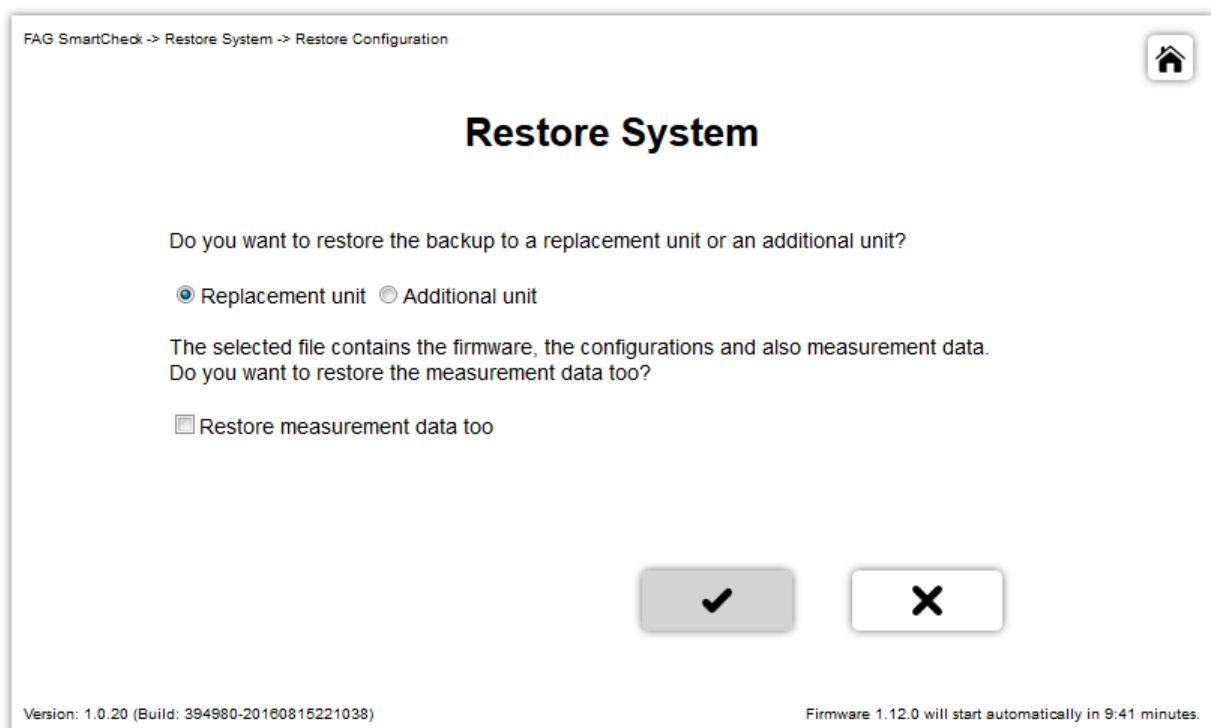 FAG SmartCheck -> Restore System -> Restore Configuration
Restore System
Do you want to restore the backup to a replacement unit or an additional unit?
Replacement unit Additional unit
The selected file contains the firmware, the configurations and also measurement data.
Do you want to restore the measurement data too?
Restore measurement data too
Version: 1.0.20 (Build: 394980-20160815221038) Firmware 1.12.0 will start automatically in 9:41 minutes.